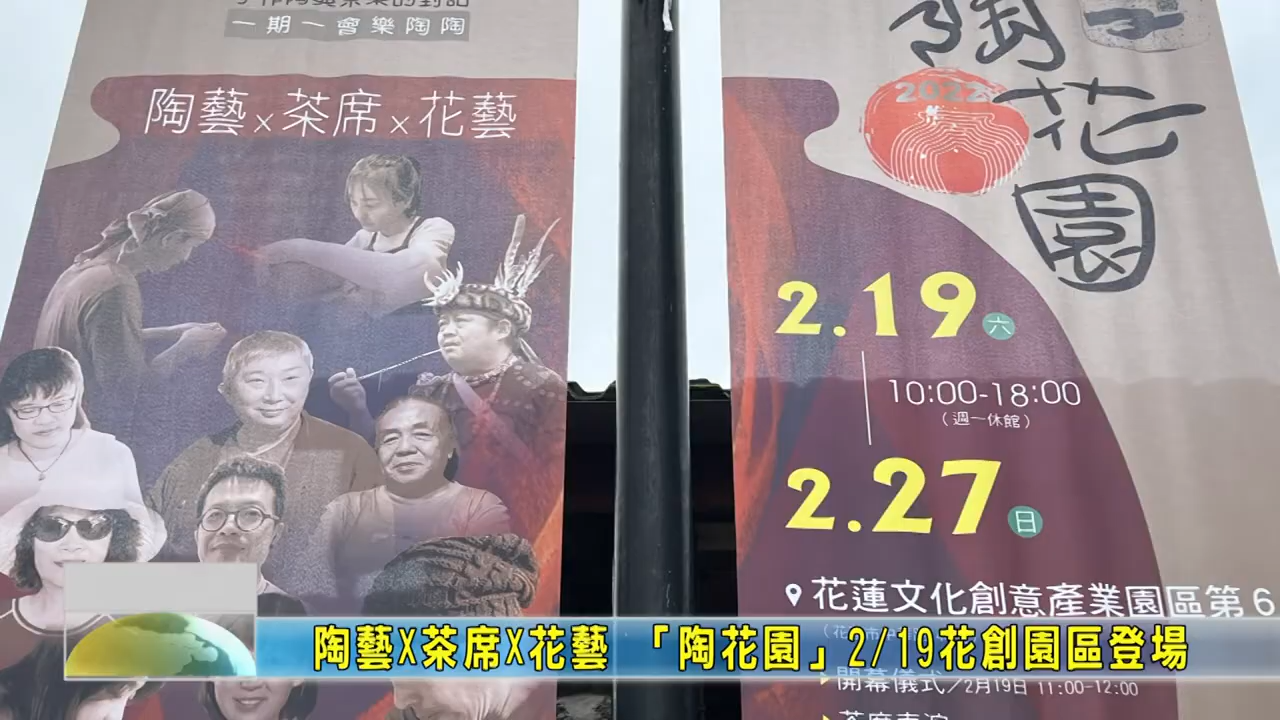 一期一會樂陶陶
陶藝x茶席x花藝
陶花園
2022
2.19 六
10:00-18:00
（週一休館）
2.27 日
花蓮文化創意產業園區第6
開幕儀式/2月19日 11:00-12:00
陶藝X茶席X花藝 「陶花園」2/19花創園區登場